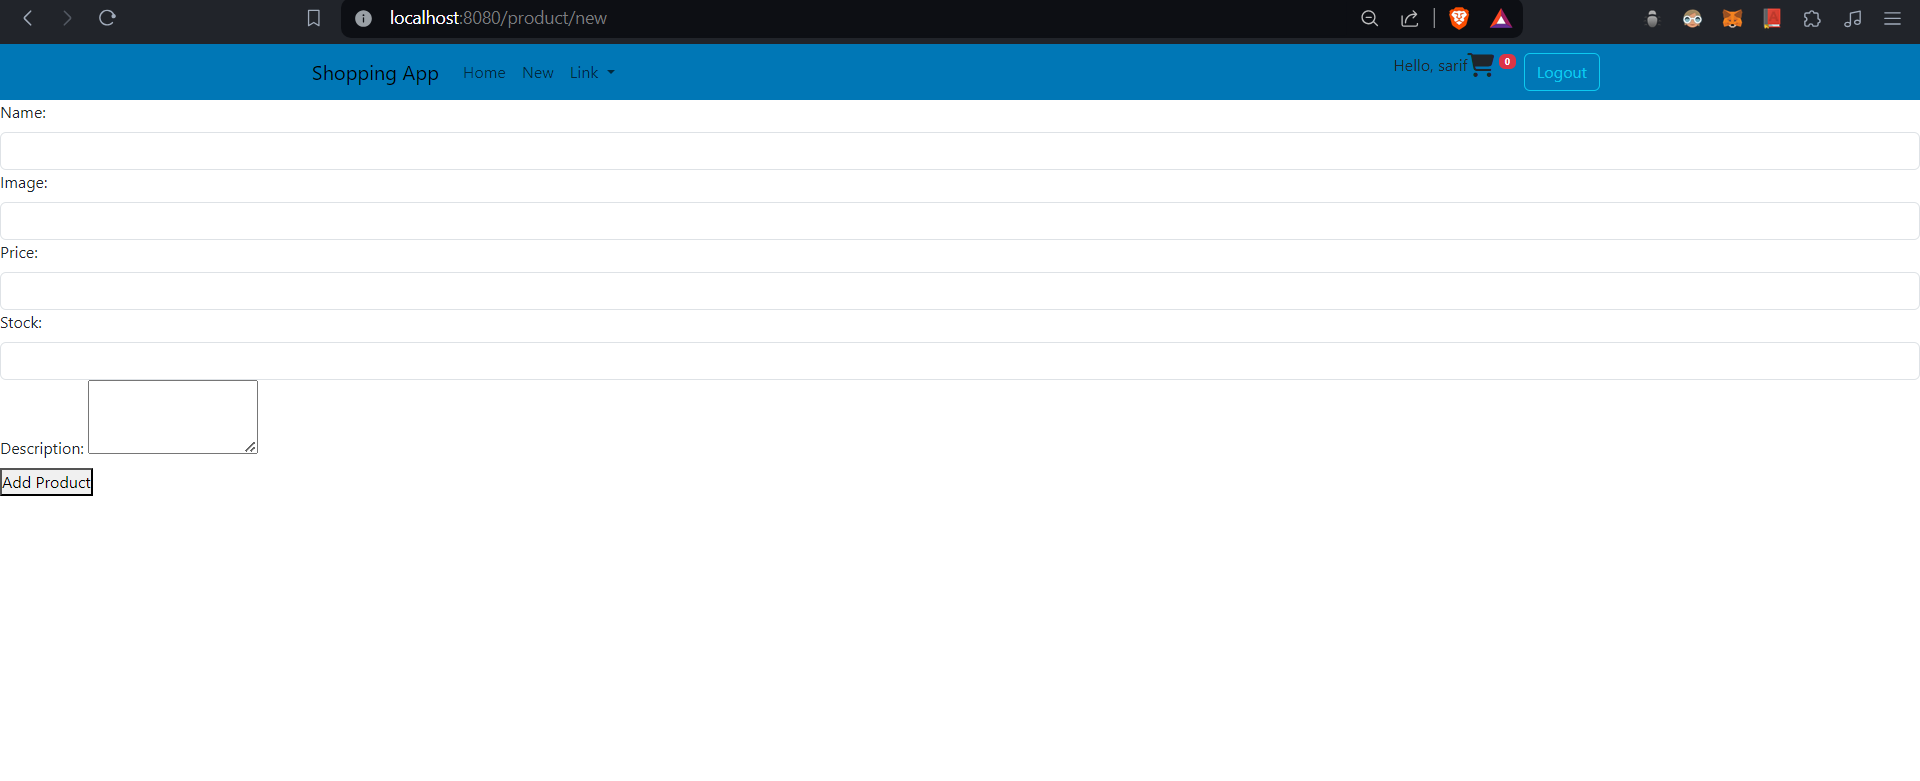 localhost:8080/product/new
Shopping App Home New Link Hello, sarif 0 Logout
Name:
Image:
Price:
Stock:
Description:
Add Product